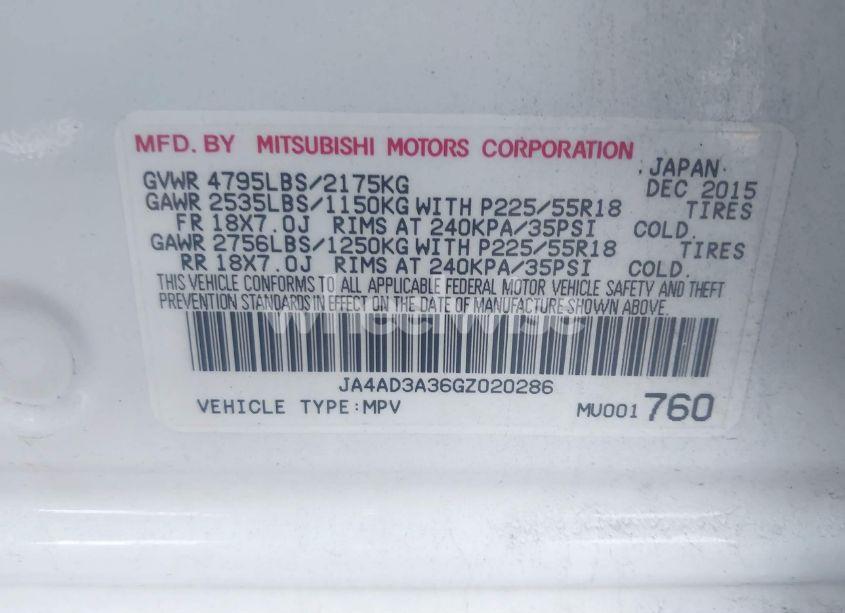 MFD. BY MITSUBISHI MOTORS CORPORATION
. JAPAN.
GVWR 4795LBS/2175KG DEC 2015
GAWR 2535LBS/1150KG WITH P225/55R18 TIRES
FR 18X7.0J RIMS AT 240KPA/35PSI COLD.
GAWR 2756LBS/1250KG WITH P225/55R18 TIRES
RR 18X7.0J RIMS AT 240KPA/35PSI COLD.
THIS VEHICLE CONFORMS TO ALL APPLICABLE FEDERAL MOTOR VEHICLE SAFETY AND THEFT
PREVENTION STANDARDS IN EFFECT ON THE DATE OF MANUFACTURE SHOWN ABOVE.
wheelwise
JA4AD3A36GZ020286
VEHICLE TYPE:MPV MU001 760